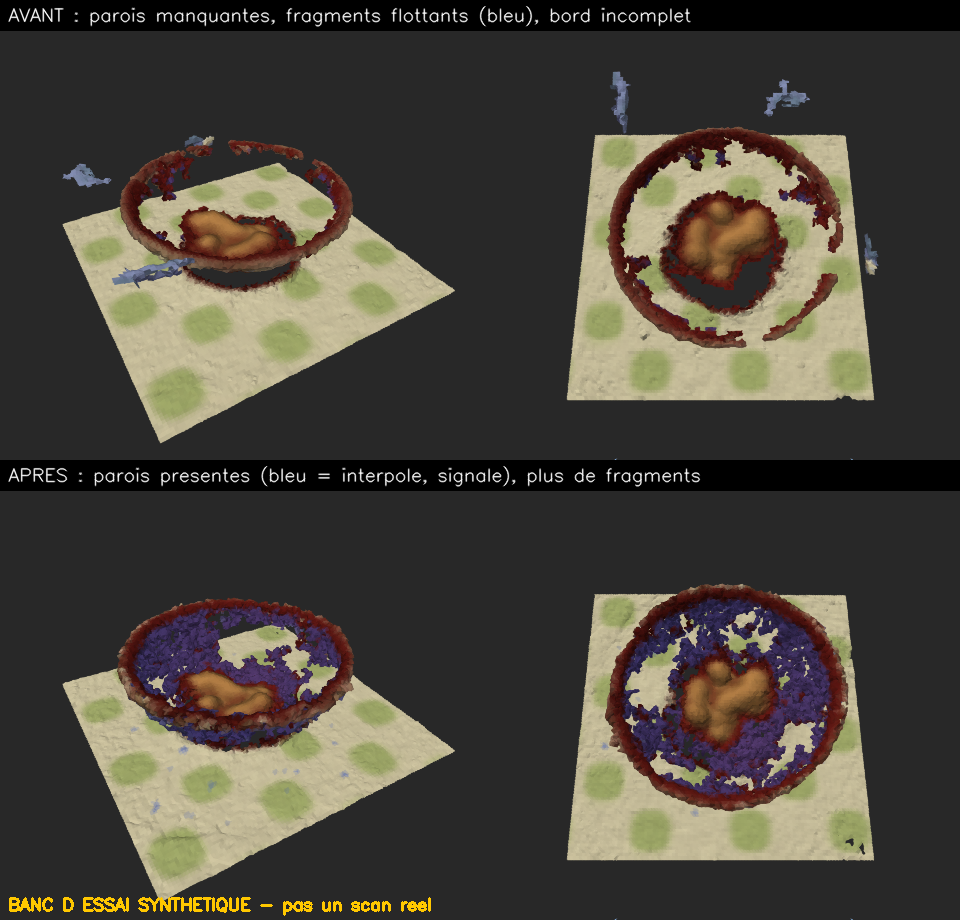 AVANT : parois manquantes, fragments flottants (bleu), bord incomplet
APRES : parois presentes (bleu = interpole, signale), plus de fragments
BANC D ESSAI SYNTHETIQUE – pas un scan reel